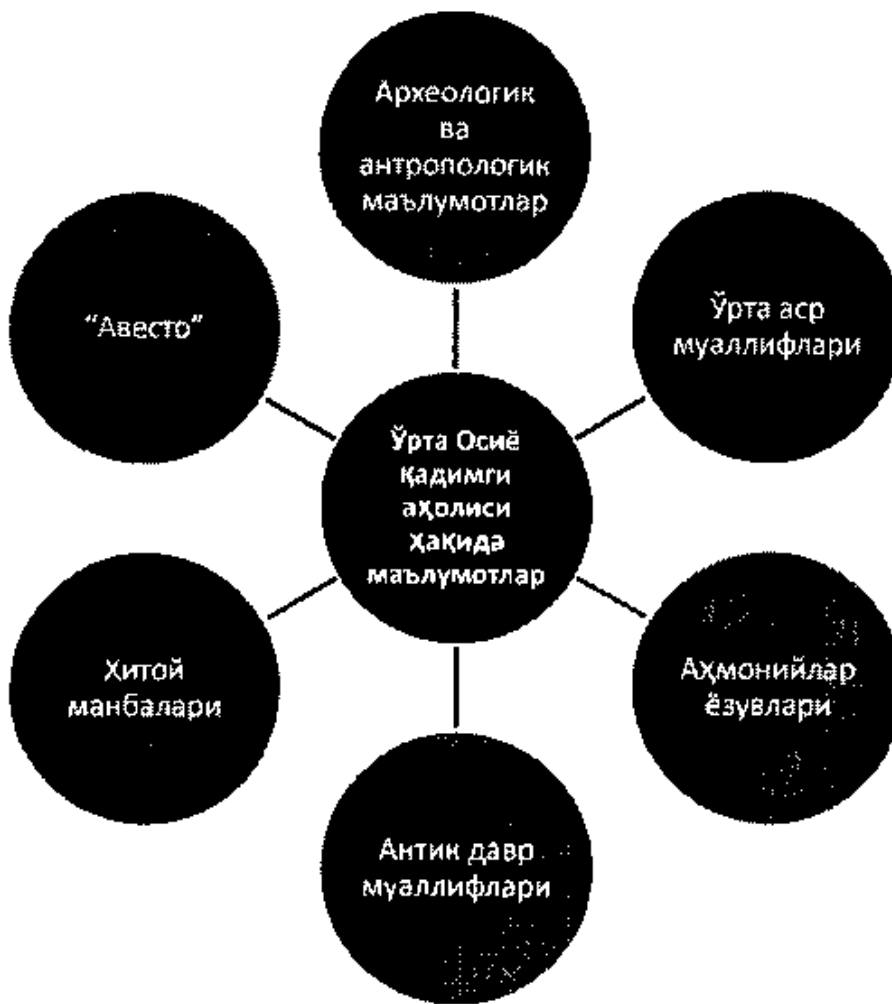 Археологик
ва
антропологик
маълумотлар
Ўрта аср
муаллифлари
“Авесто”
Ўрта Осиё
қадимги
аҳолиси
ҳақида
маълумотлар
Аҳмонийлар
ёзувлари
Хитой
манбалари
Антик давр
муаллифлари